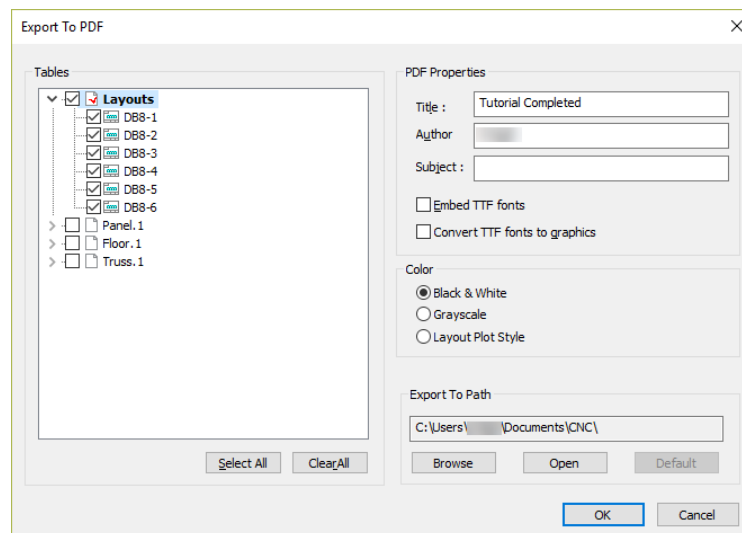 Export To PDF
Tables
Layouts
DB8-1
DB8-2
DB8-3
DB8-4
DB8-5
DB8-6
Panel.1
Floor.1
Truss.1
Select All
ClearAll
PDF Properties
Title : Tutorial Completed
Author
Subject :
Embed TTF fonts
Convert TTF fonts to graphics
Color
Black & White
Grayscale
Layout Plot Style
Export To Path
C:\Users\ \Documents\CNC\
Browse
Open
Default
OK
Cancel